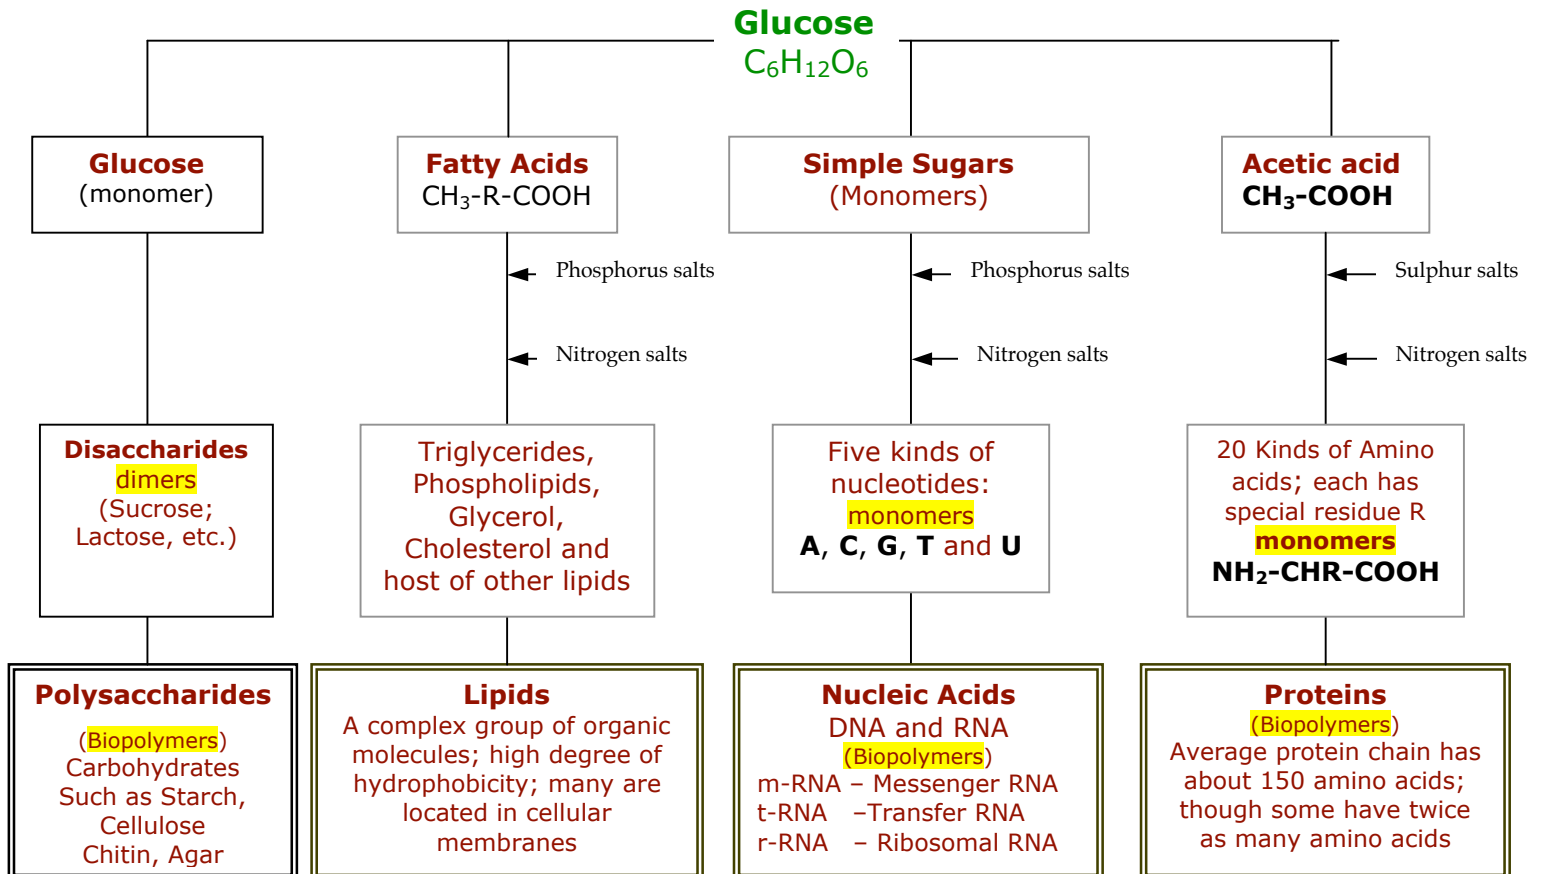 Glucose
C₆H₁₂O₆
Glucose
(monomer)
Fatty Acids
CH₃-R-COOH
Simple Sugars
(Monomers)
Acetic acid
CH₃-COOH
Phosphorus salts
Phosphorus salts
Sulphur salts
Nitrogen salts
Nitrogen salts
Nitrogen salts
Disaccharides
dimers
(Sucrose;
Lactose, etc.)
Triglycerides,
Phospholipids,
Glycerol,
Cholesterol and
host of other lipids
Five kinds of
nucleotides:
monomers
A, C, G, T and U
20 Kinds of Amino
acids; each has
special residue R
monomers
NH₂-CHR-COOH
Polysaccharides
(Biopolymers)
Carbohydrates
Such as Starch,
Cellulose
Chitin, Agar
Lipids
A complex group of organic
molecules; high degree of
hydrophobicity; many are
located in cellular
membranes
Nucleic Acids
DNA and RNA
(Biopolymers)
m-RNA – Messenger RNA
t-RNA –Transfer RNA
r-RNA – Ribosomal RNA
Proteins
(Biopolymers)
Average protein chain has
about 150 amino acids;
though some have twice
as many amino acids